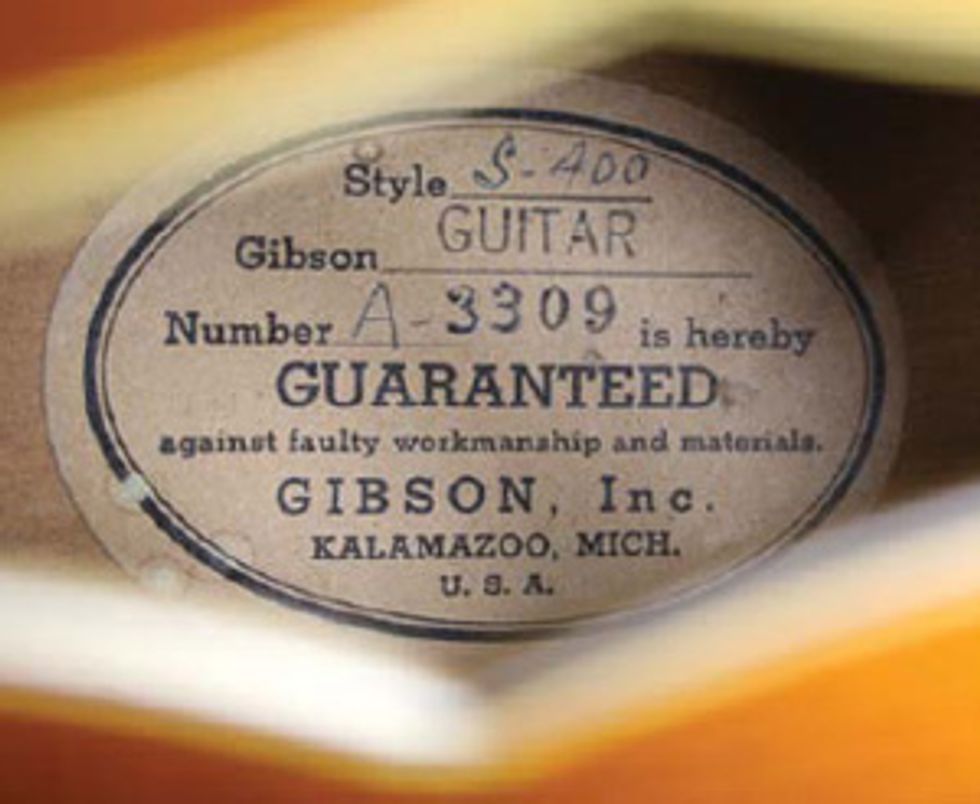 Style S-400
Gibson GUITAR
Number A-3309 is hereby
GUARANTEED
against faulty workmanship and materials.
GIBSON, Inc.
KALAMAZOO, MICH.
U. S. A.